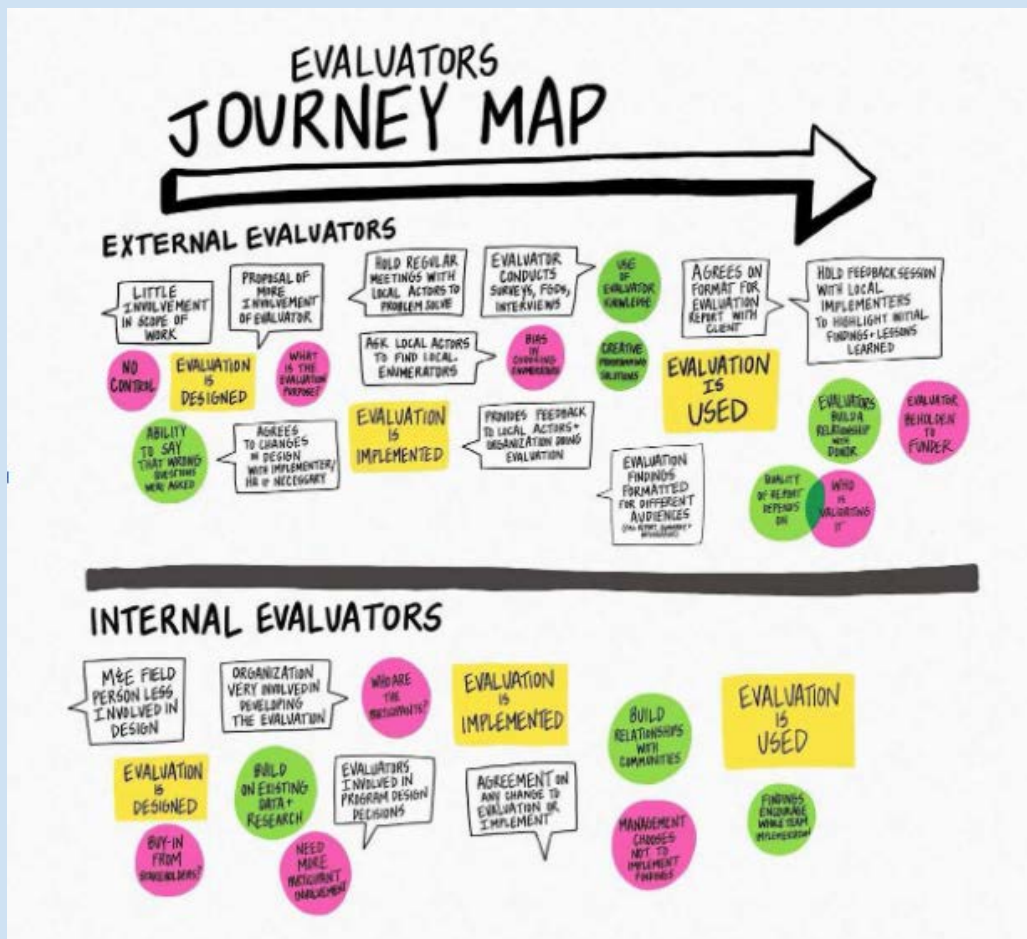 EVALUATORS
JOURNEY MAP
EXTERNAL EVALUATORS
LITTLE
INVOLVEMENT
IN SCOPE OF
WORK
PROPOSAL OF
MORE
INVOLVEMENT
OF EVALUATOR
HOLD REGULAR
MEETINGS WITH
LOCAL ACTORS TO
PROBLEM SOLVE
EVALUATOR
CONDUCTS
SURVEYS, FGDs,
INTERVIEWS
USE
OF
EVALUATOR
KNOWLEDGE
AGREES ON
FORMAT FOR
EVALUATION
REPORT WITH
CLIENT
HOLD FEEDBACK SESSION
WITH LOCAL
IMPLEMENTERS
TO HIGHLIGHT INITIAL
FINDINGS + LESSONS
LEARNED
NO
CONTROL
EVALUATION
IS
DESIGNED
WHAT
IS THE
EVALUATION
PURPOSE?
ASK LOCAL ACTORS
TO FIND LOCAL
ENUMERATORS
BIAS
IN
CHOOSING
ENUMERATORS
CREATIVE
SOLUTIONS
EVALUATION
IS
USED
ABILITY
TO SAY
THAT WRONG
QUESTIONS
WERE ASKED
AGREES
TO CHANGES
IN DESIGN
WITH IMPLEMENTER/
IF NECESSARY
EVALUATION
IS
IMPLEMENTED
PROVIDES FEEDBACK
TO LOCAL ACTORS +
ORGANIZATION DOING
EVALUATION
EVALUATORS
BUILD A
RELATIONSHIP
WITH
DONOR
EVALUATOR
BEHOLDEN
TO
FUNDER
EVALUATION
FINDINGS
FORMATTED
FOR DIFFERENT
AUDIENCES
QUALITY
OF REPORT
DEPENDS
ON
WHO
IS
VALIDATING
IT
INTERNAL EVALUATORS
M&E FIELD
PERSON LESS
INVOLVED IN
DESIGN
ORGANIZATION
VERY INVOLVED IN
DEVELOPING
THE EVALUATION
WHO ARE
THE
PARTICIPANTS?
EVALUATION
IS
IMPLEMENTED
BUILD
RELATIONSHIPS
WITH
COMMUNITIES
EVALUATION
IS
USED
EVALUATION
IS
DESIGNED
BUILD
ON EXISTING
DATA +
RESEARCH
EVALUATORS
INVOLVED IN
PROGRAM DESIGN
DECISIONS
AGREEMENT ON
ANY CHANGE TO
EVALUATION OR
IMPLEMENT
FINDINGS
ENCOURAGE
WHOLE TEAM
IMPLEMENTATION
BUY-IN
FROM
STAKEHOLDERS?
NEED
MORE
PARTICIPANT
INVOLVEMENT
MANAGEMENT
CHOOSES
NOT TO
IMPLEMENT
FINDINGS